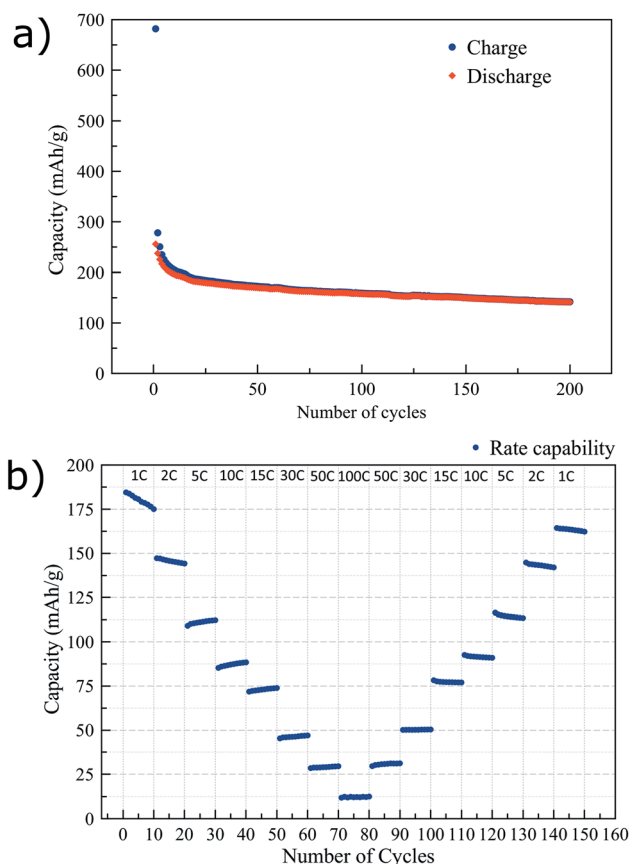 a)
700
600
500
400
300
200
100
0
Capacity (mAh/g)
Charge
Discharge
0 50 100 150 200
Number of cycles
b)
Rate capability
1C 2C 5C 10C 15C 30C 50C 100C 50C 30C 15C 10C 5C 2C 1C
200
175
150
125
100
75
50
25
0
Capacity (mAh/g)
0 10 20 30 40 50 60 70 80 90 100 110 120 130 140 150 160
Number of Cycles